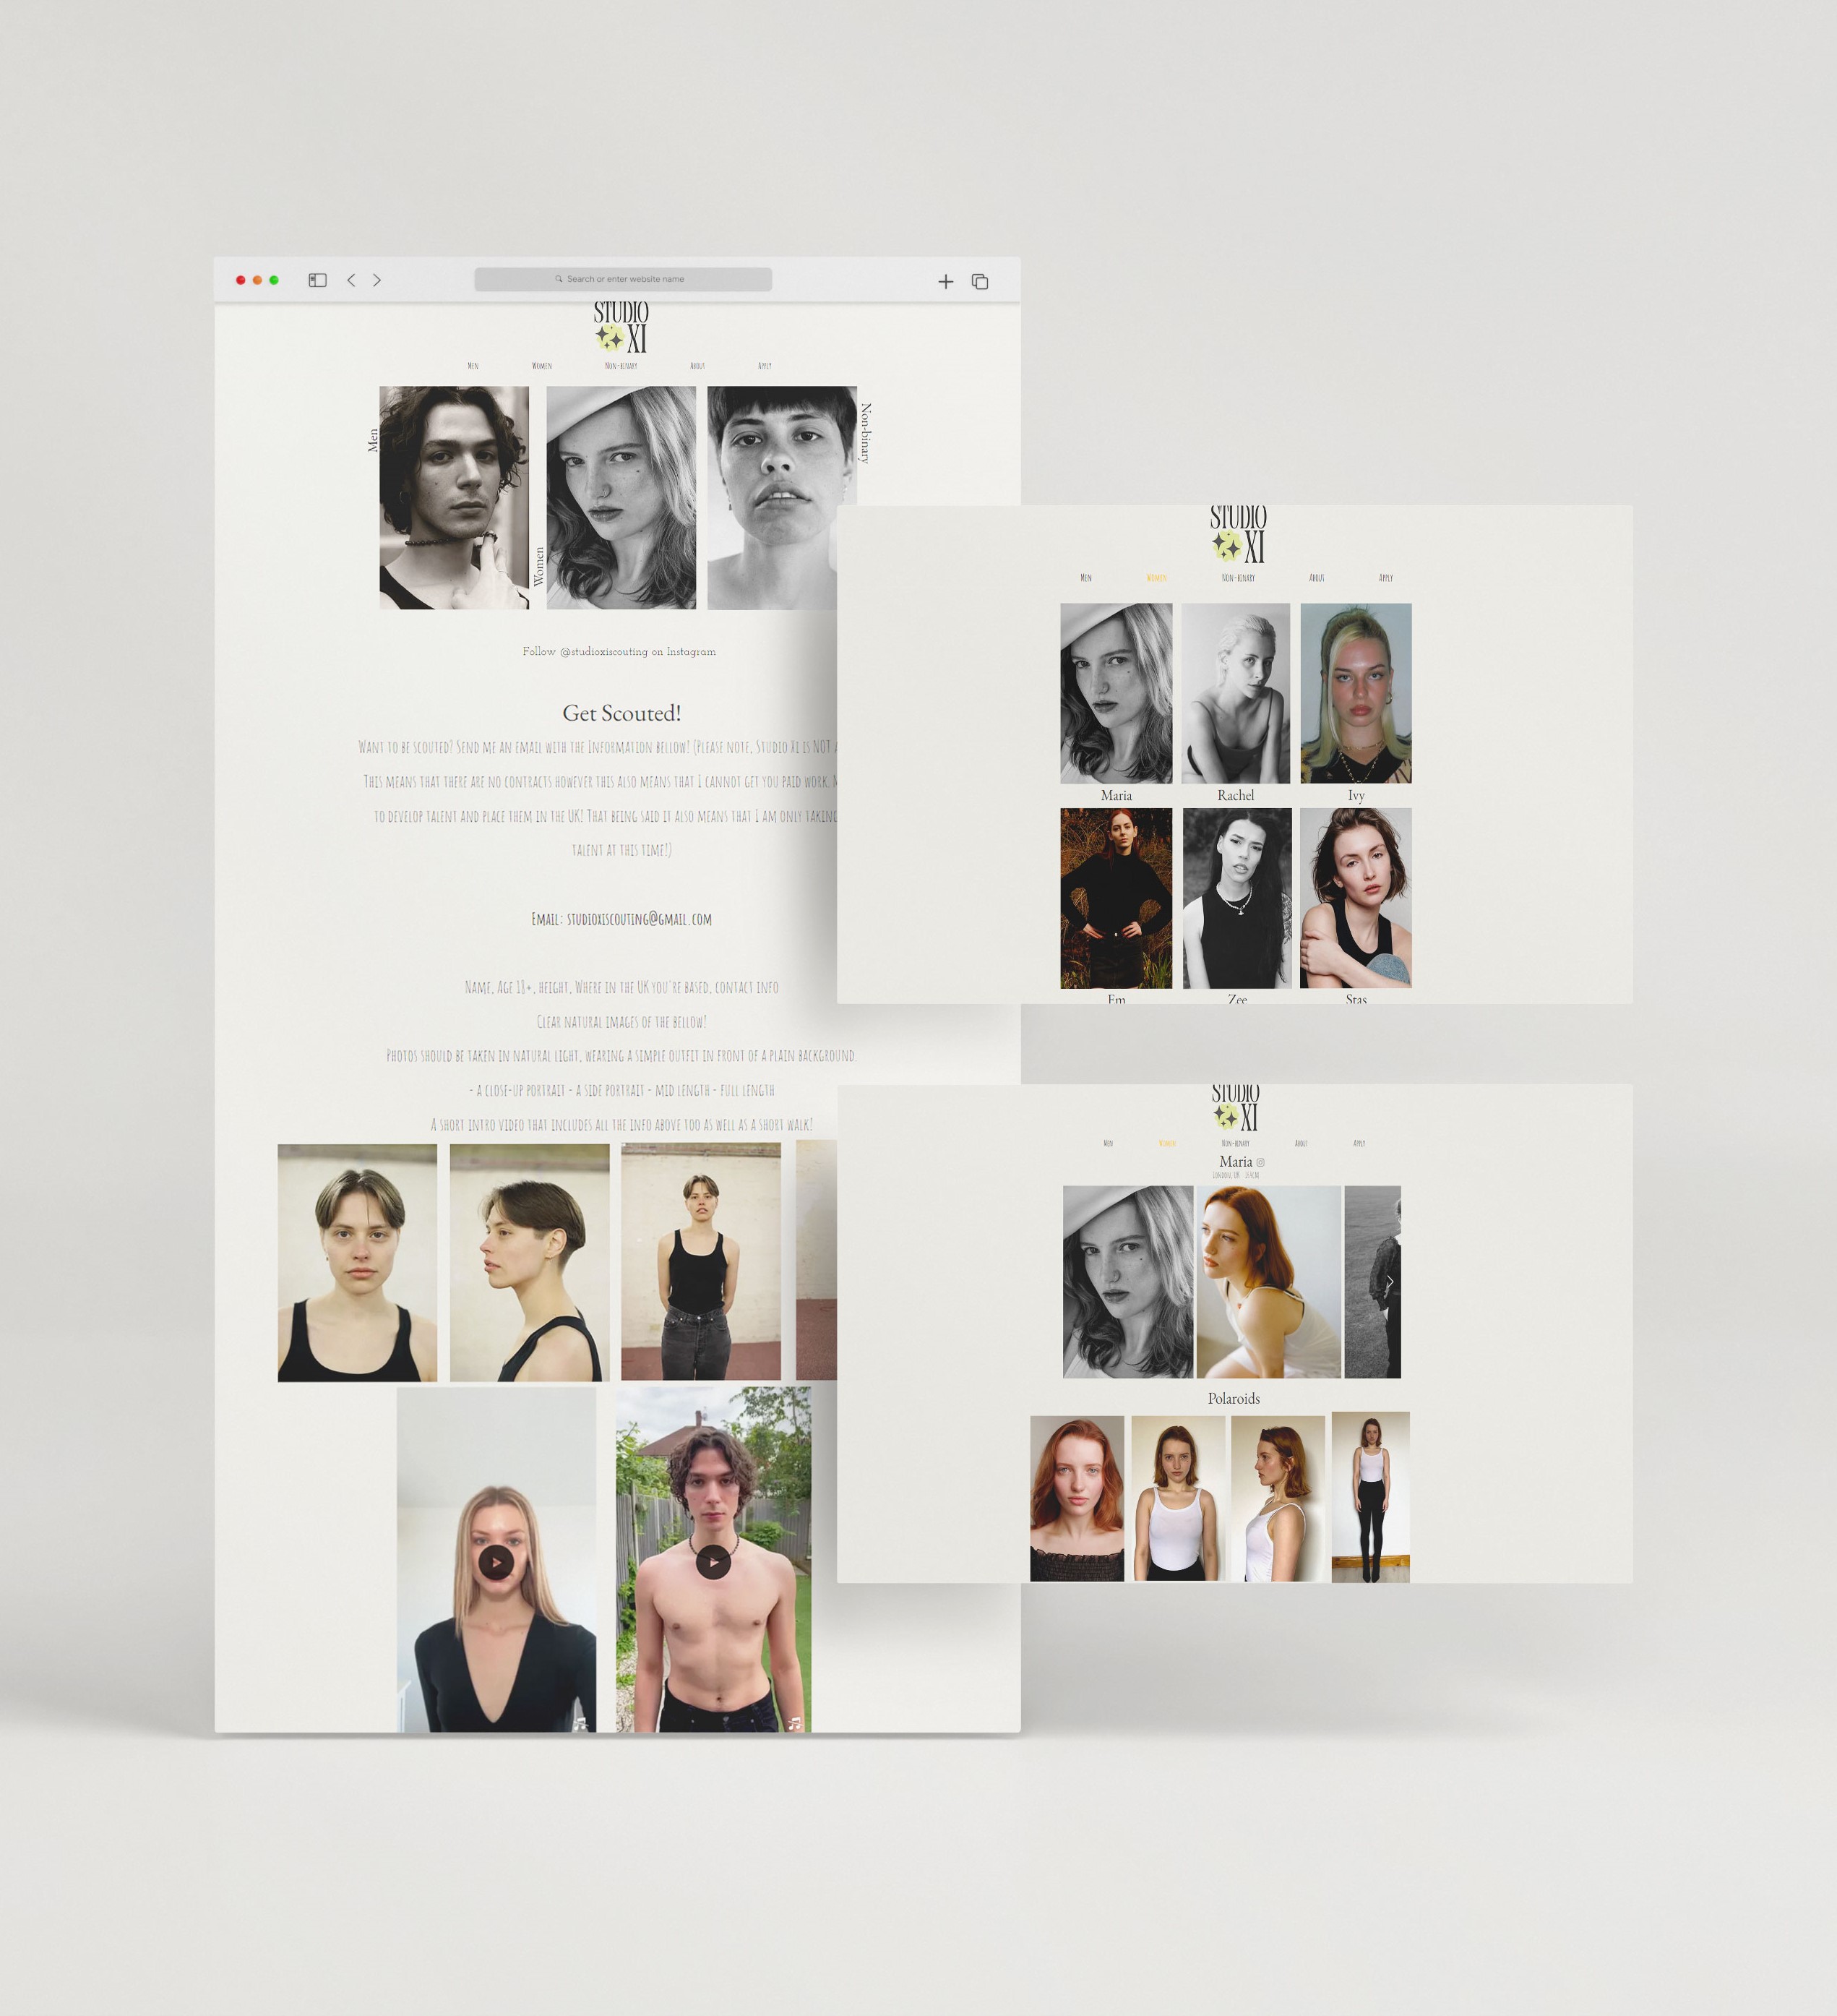 Search or enter website name
STUDIO
XI
Men
Women
Non-binary
About
Apply
Men
Women
Non-binary
Follow @studioxiscouting on Instagram
Get Scouted!
Want to be scouted? Send me an email with the Information bellow! (Please note, Studio XI is NOT
This means that there are no contracts however this also means that I cannot get you paid work.
to develop talent and place them in the UK! That being said it also means that I am only taking
talent at this time!)
Email: studioxiscouting@gmail.com
Name, Age 18+, height, Where in the UK you're based, contact info
Clear natural images of the bellow!
Photos should be taken in natural light, wearing a simple outfit in front of a plain background.
- a close-up portrait - a side portrait - mid length - full length
A short intro video that includes all the info above too as well as a short walk!
STUDIO
XI
Men
Women
Non-binary
About
Apply
Maria
Rachel
Ivy
Em
Zee
Stas
STUDIO
XI
Men
Women
Non-binary
About
Apply
Maria
London, UK
Polaroids